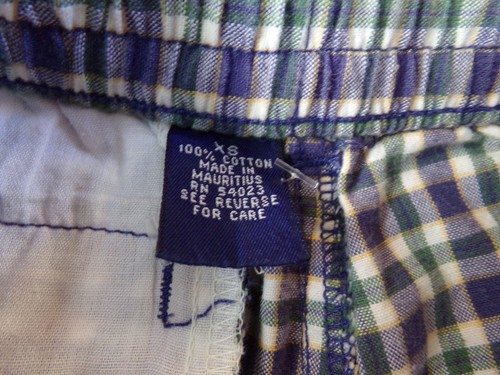 XS
100% COTTON
MADE IN
MAURITIUS
RN 54023
SEE REVERSE
FOR CARE